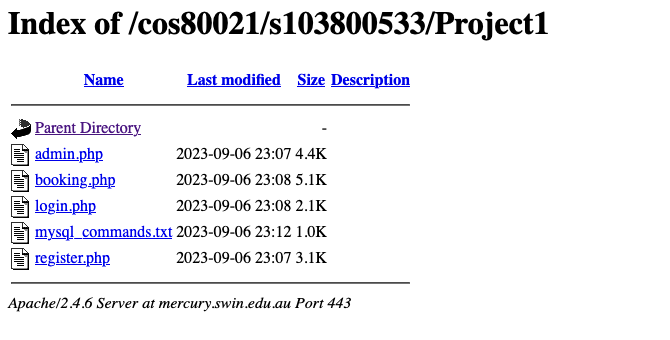 Index of /cos80021/s103800533/Project1
Name Last modified Size Description
Parent Directory -
admin.php 2023-09-06 23:07 4.4K
booking.php 2023-09-06 23:08 5.1K
login.php 2023-09-06 23:08 2.1K
mysql_commands.txt 2023-09-06 23:12 1.0K
register.php 2023-09-06 23:07 3.1K
Apache/2.4.6 Server at mercury.swin.edu.au Port 443